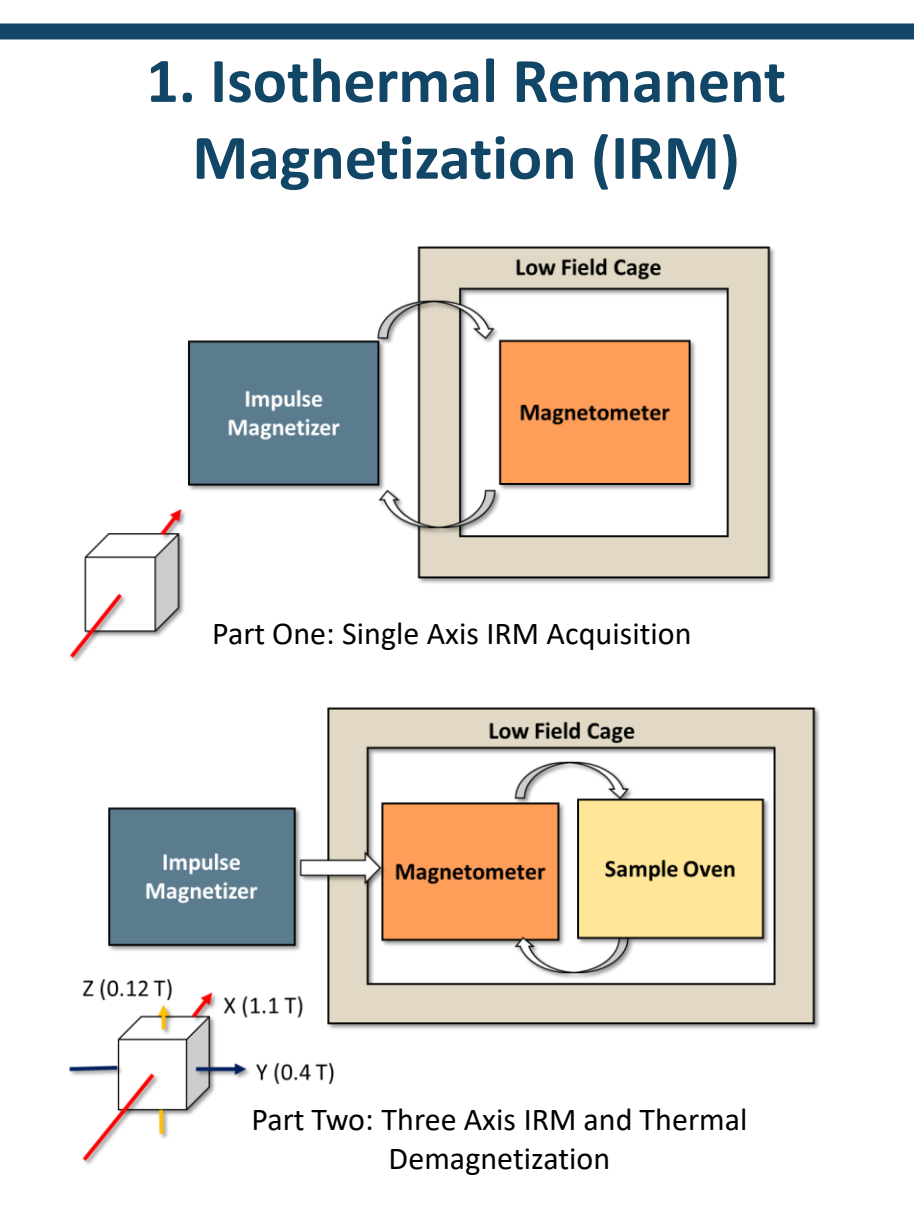 1. Isothermal Remanent
Magnetization (IRM)
Low Field Cage
Impulse
Magnetizer
Magnetometer
Part One: Single Axis IRM Acquisition
Low Field Cage
Impulse
Magnetizer
Magnetometer
Sample Oven
Z (0.12 T)
X (1.1 T)
Y (0.4 T)
Part Two: Three Axis IRM and Thermal
Demagnetization